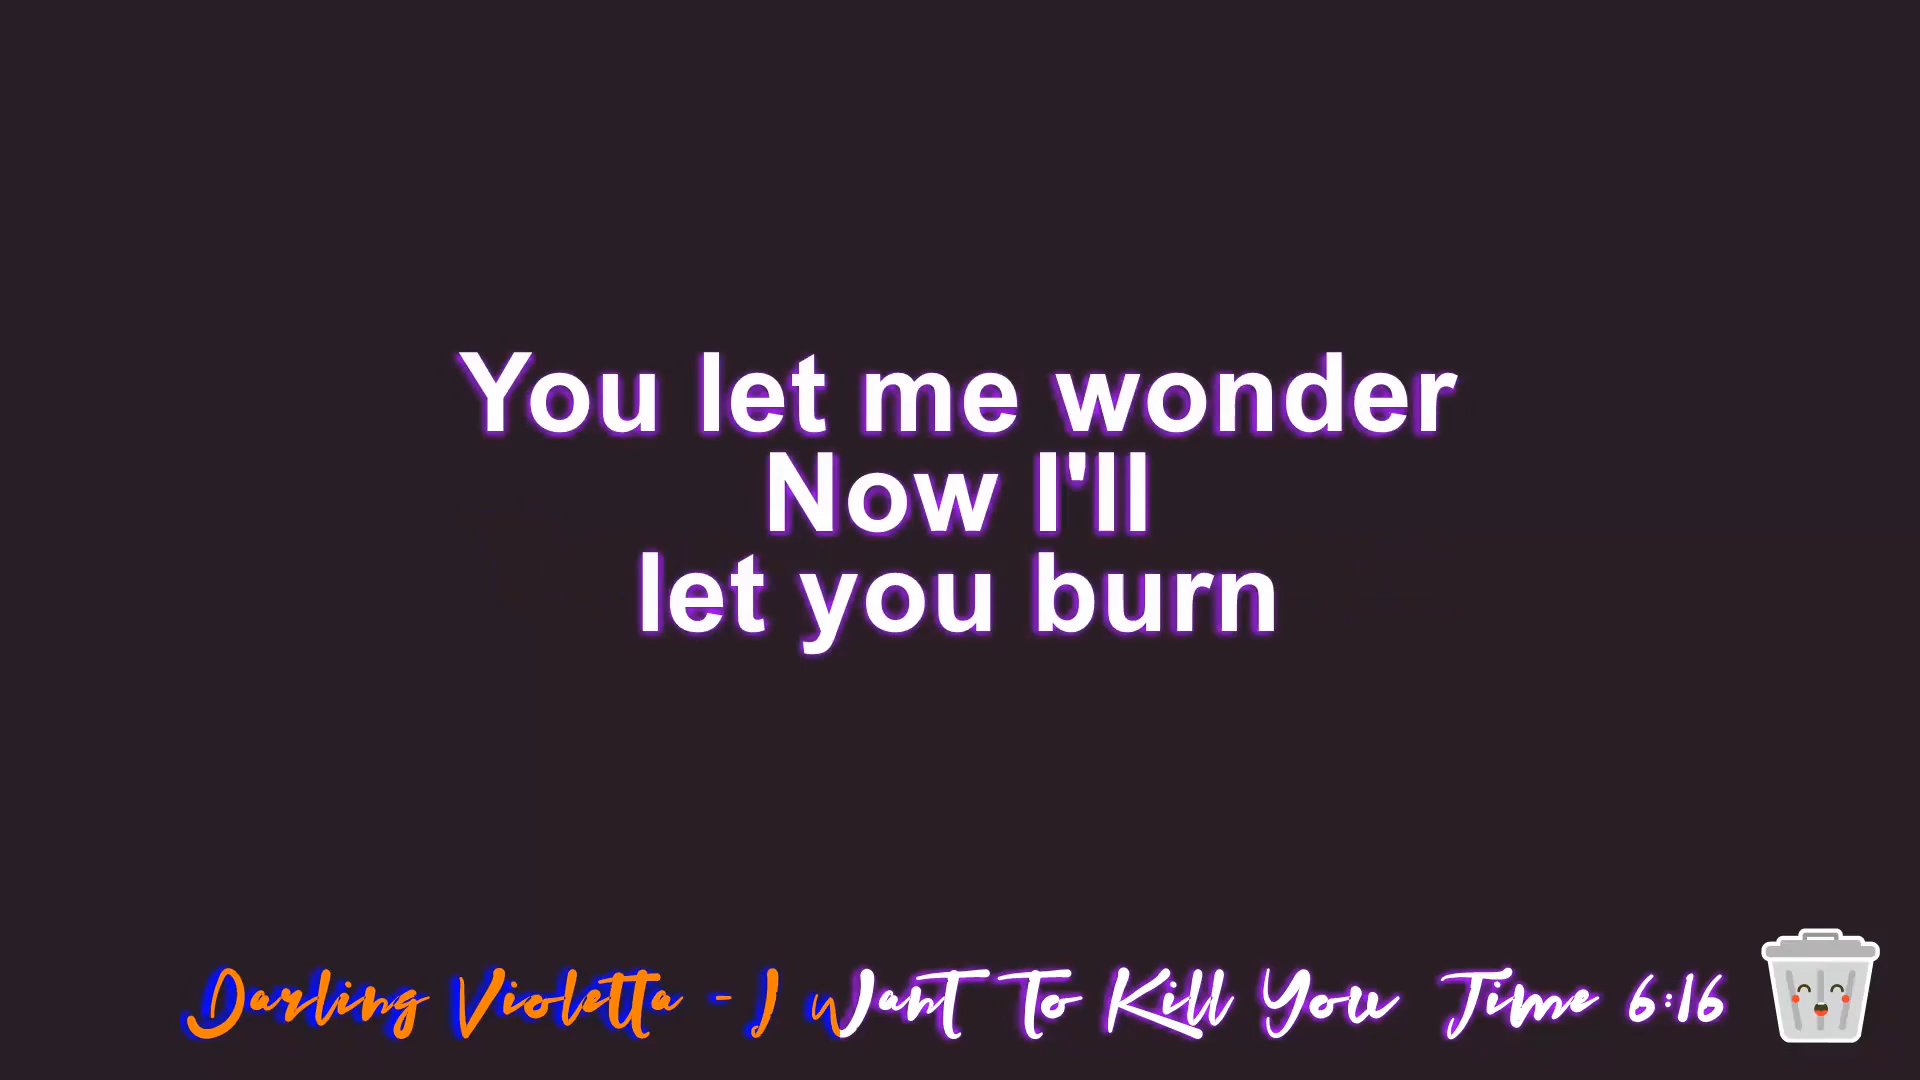 You let me wonder
Now I'll
let you burn
Darling Violetta - I Want To Kill You Time 6:16